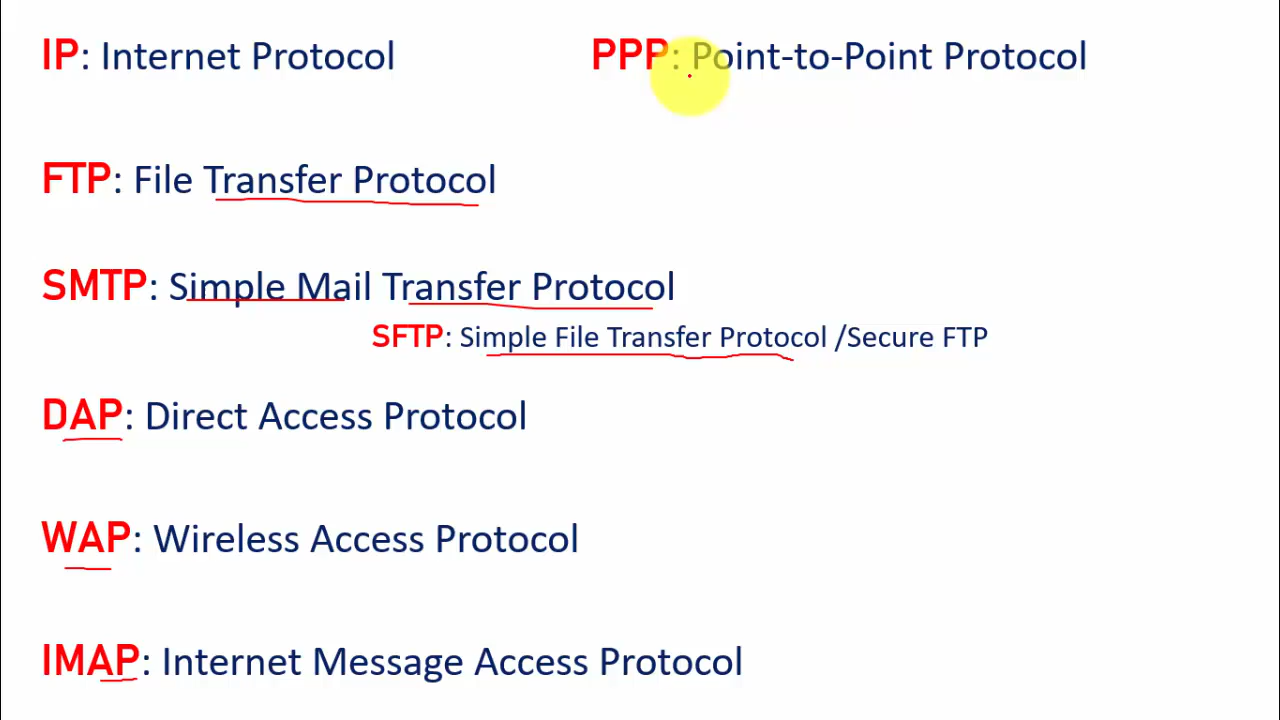 IP: Internet Protocol
PPP: Point-to-Point Protocol
FTP: File Transfer Protocol
SMTP: Simple Mail Transfer Protocol
SFTP: Simple File Transfer Protocol /Secure FTP
DAP: Direct Access Protocol
WAP: Wireless Access Protocol
IMAP: Internet Message Access Protocol